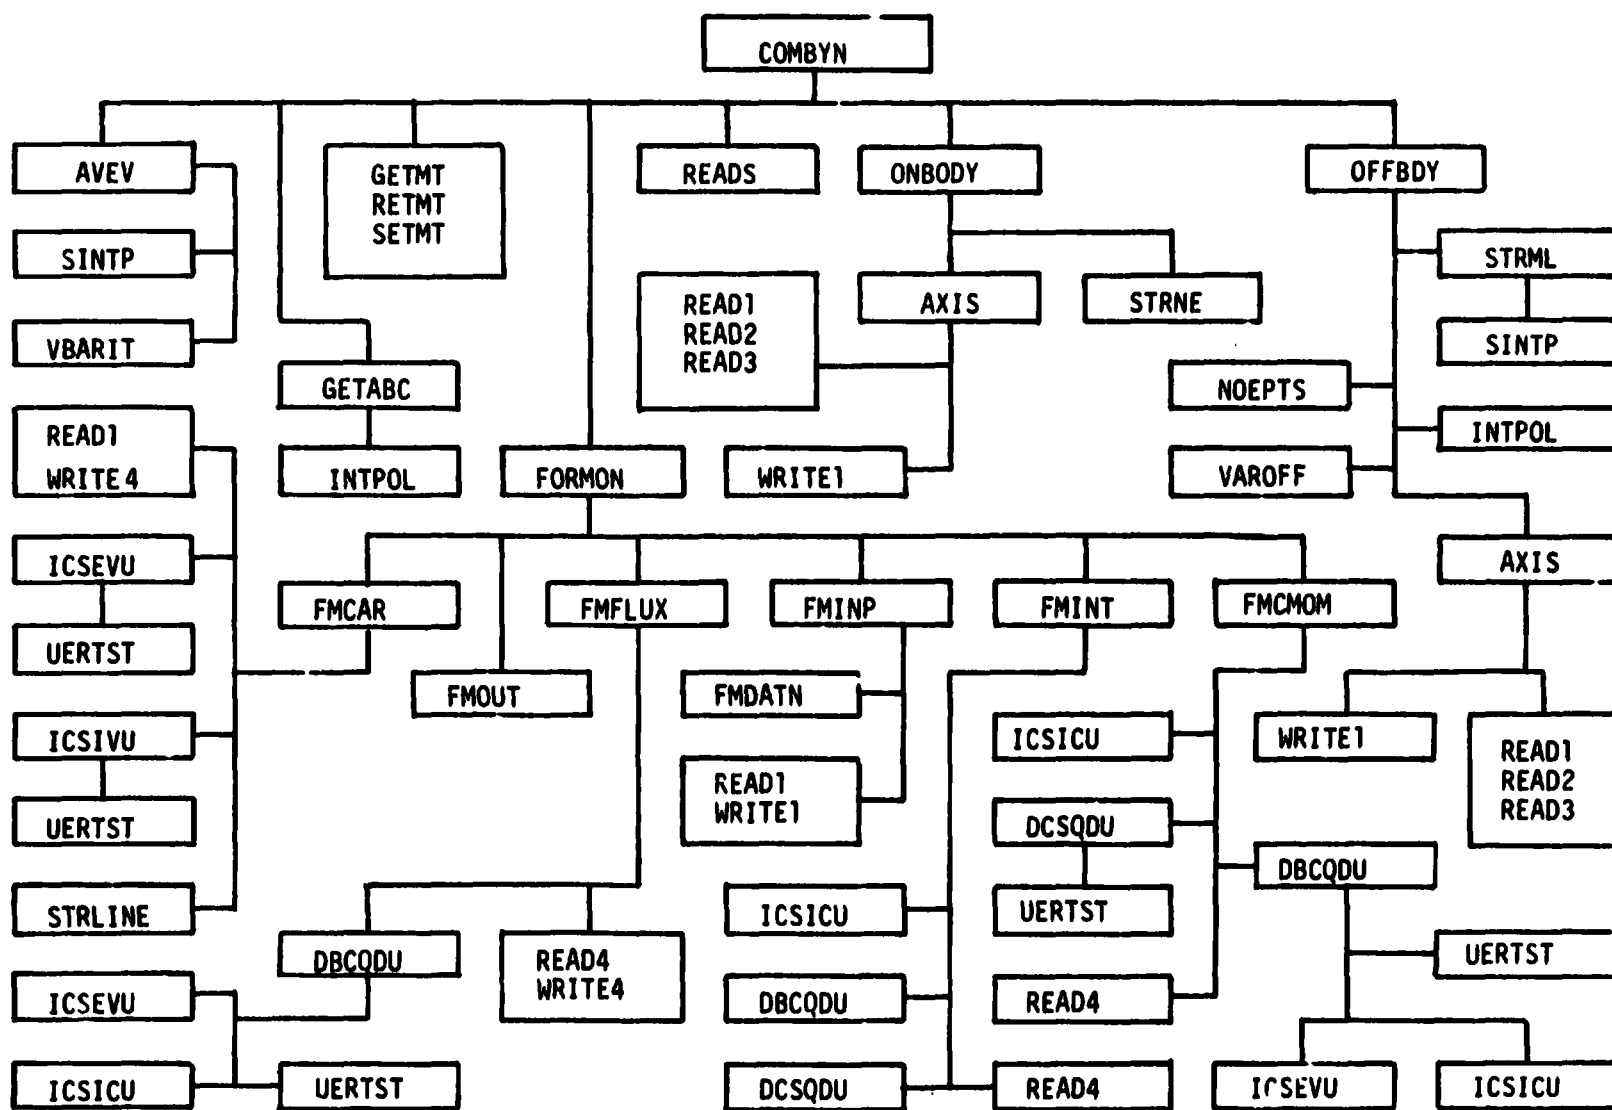 COMBYN
AVEV
GETMT
RETMT
SETMT
READS
ONBODY
OFFBDY
SINTP
STRML
VBARIT
READ1
READ2
READ3
AXIS
STRNE
SINTP
GETABC
NOEPTS
READ1
WRITE4
INTPOL
FORMON
WRITE1
VAROFF
INTPOL
ICSEVU
FMCAR
FMFLUX
FMINP
FMINT
FMCMOM
AXIS
UERTST
FMOUT
FMDATN
ICSIVU
ICSICU
WRITE1
READ1
READ2
READ3
READ1
WRITE1
UERTST
DCSQDU
DBCQDU
STRLINE
ICSICU
UERTST
DBCQDU
READ4
WRITE4
UERTST
ICSEVU
DBCQDU
READ4
ICSICU
UERTST
DCSQDU
READ4
ICSEVU
ICSICU